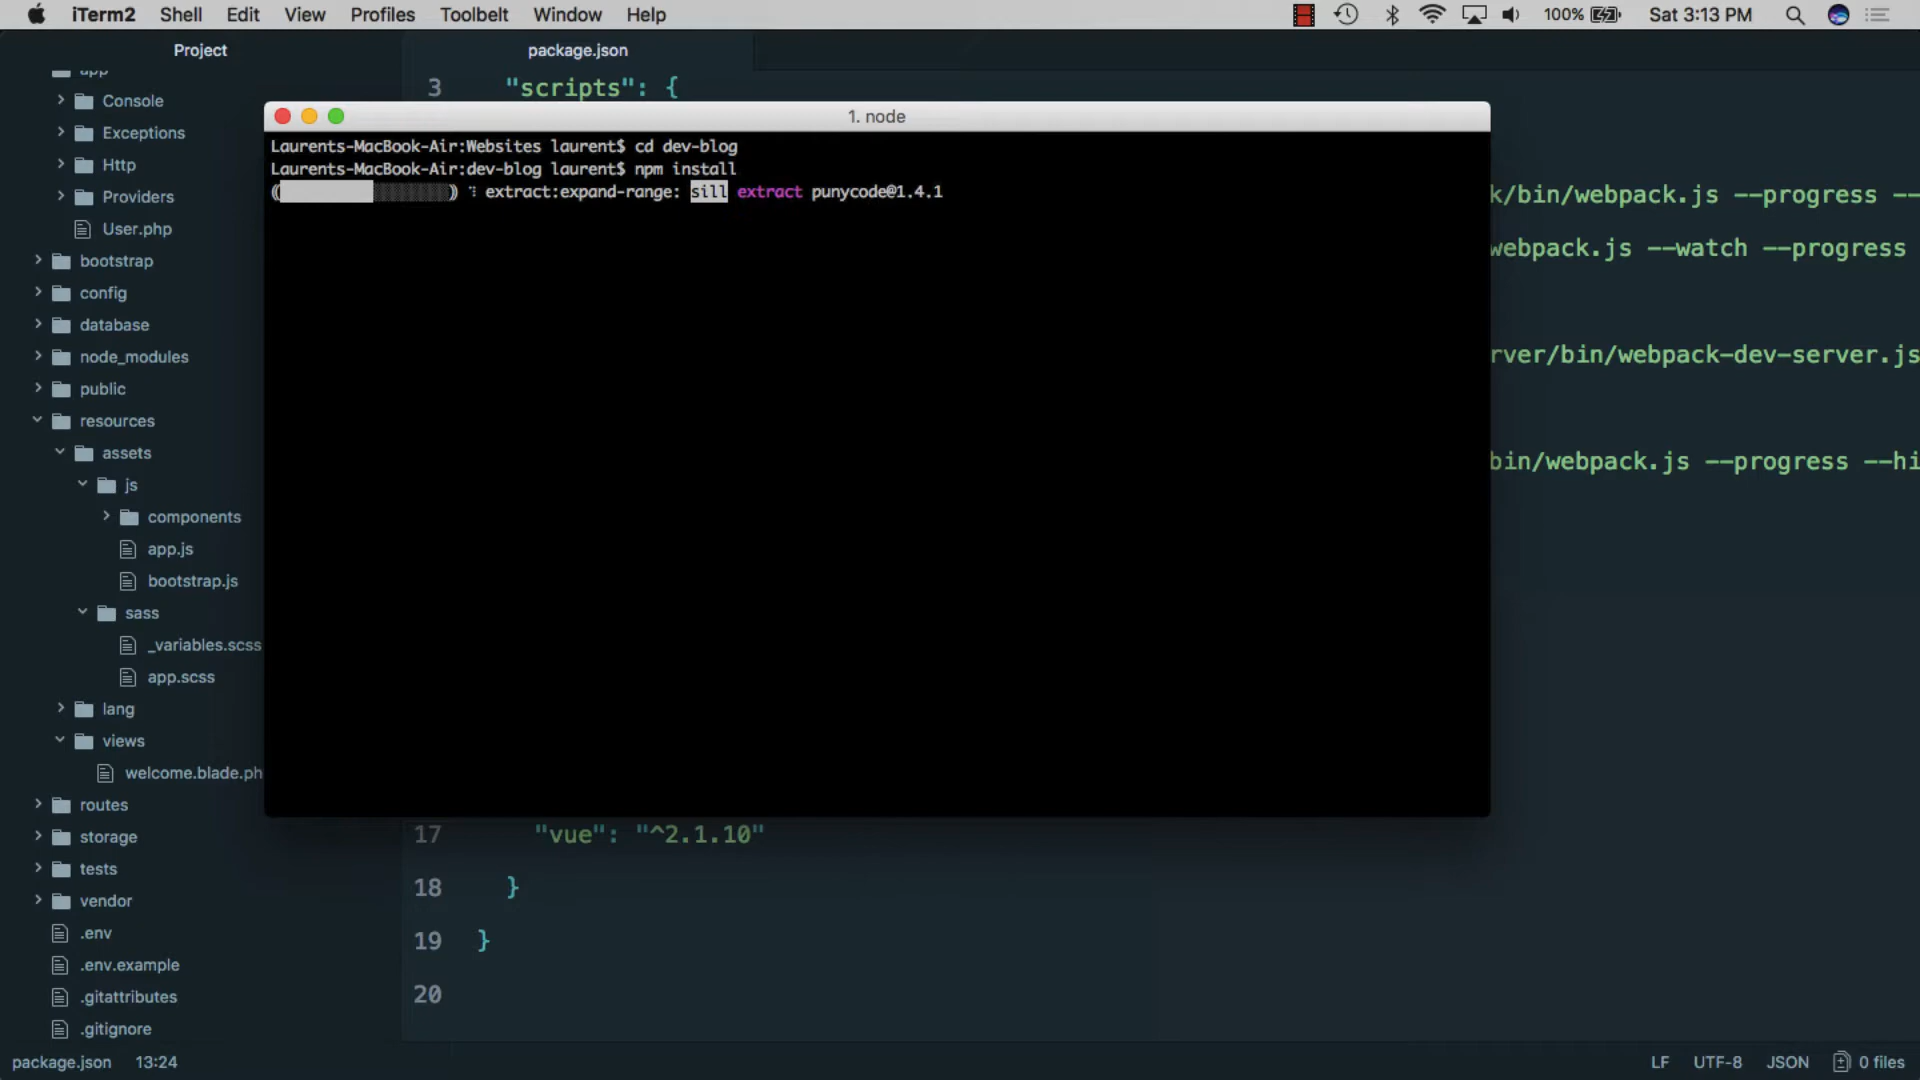 iTerm2 Shell Edit View Profiles Toolbelt Window Help 100% Sat 3:13 PM
Project
package.json
app
Console
Exceptions
Http
Providers
User.php
bootstrap
config
database
node_modules
public
resources
assets
js
components
app.js
bootstrap.js
sass
_variables.scss
app.scss
lang
views
welcome.blade.ph
routes
storage
tests
vendor
.env
.env.example
.gitattributes
.gitignore
3 "scripts": {
1. node
Laurents-MacBook-Air:Websites laurent$ cd dev-blog
Laurents-MacBook-Air:dev-blog laurent$ npm install
extract:expand-range: sill extract punycode@1.4.1
k/bin/webpack.js --progress --
webpack.js --watch --progress
rver/bin/webpack-dev-server.js
bin/webpack.js --progress --hi
17 "vue": "^2.1.10"
18 }
19 }
20
package.json 13:24
LF UTF-8 JSON 0 files